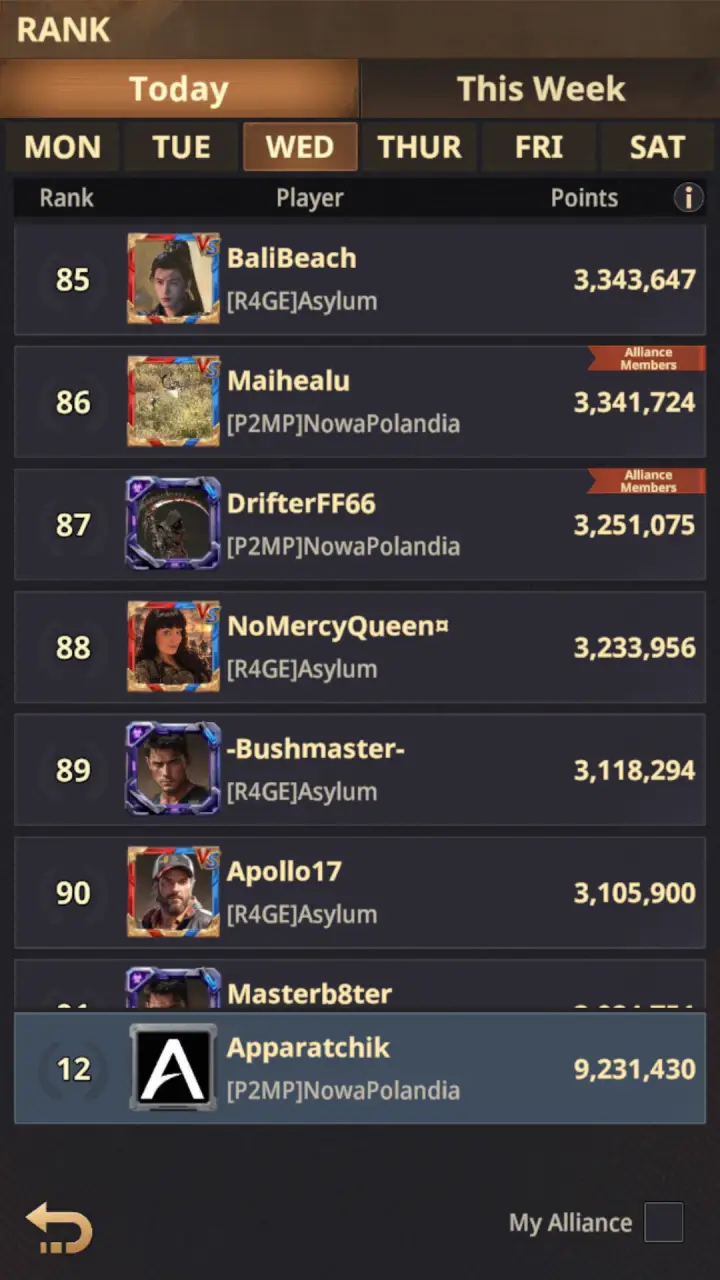 RANK
Today
This Week
MON
TUE
WED
THUR
FRI
SAT
Rank
Player
Points
85
BaliBeach
[R4GE]Asylum
3,343,647
Alliance
Members
86
Maihealu
[P2MP]NowaPolandia
3,341,724
Alliance
Members
87
DrifterFF66
[P2MP]NowaPolandia
3,251,075
88
NoMercyQueen¤
[R4GE]Asylum
3,233,956
89
-Bushmaster-
[R4GE]Asylum
3,118,294
90
Apollo17
[R4GE]Asylum
3,105,900
Masterb8ter
12
Apparatchik
[P2MP]NowaPolandia
9,231,430
My Alliance